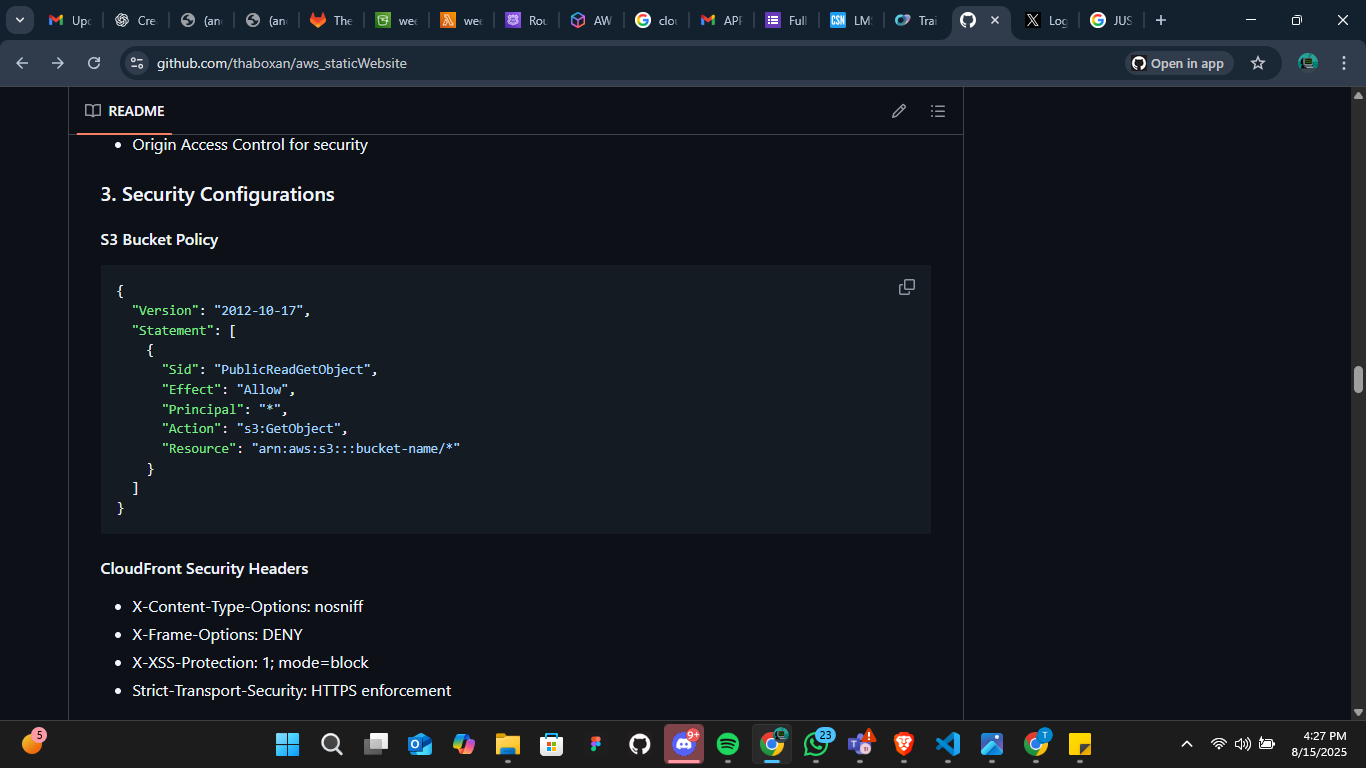 Upc
Cre
(an
(an
The
wee
wee
Rou
AW
clou
API
Full
CSN
LM
Trai
X
Log
JUS
github.com/thaboxan/aws_staticWebsite
Open in app
README
Origin Access Control for security
3. Security Configurations
S3 Bucket Policy
{
"Version": "2012-10-17",
"Statement": [
{
"Sid": "PublicReadGetObject",
"Effect": "Allow",
"Principal": "*",
"Action": "s3:GetObject",
"Resource": "arn:aws:s3:::bucket-name/*"
}
]
}
CloudFront Security Headers
X-Content-Type-Options: nosniff
X-Frame-Options: DENY
X-XSS-Protection: 1; mode=block
Strict-Transport-Security: HTTPS enforcement
5
9+
23
T
4:27 PM
8/15/2025